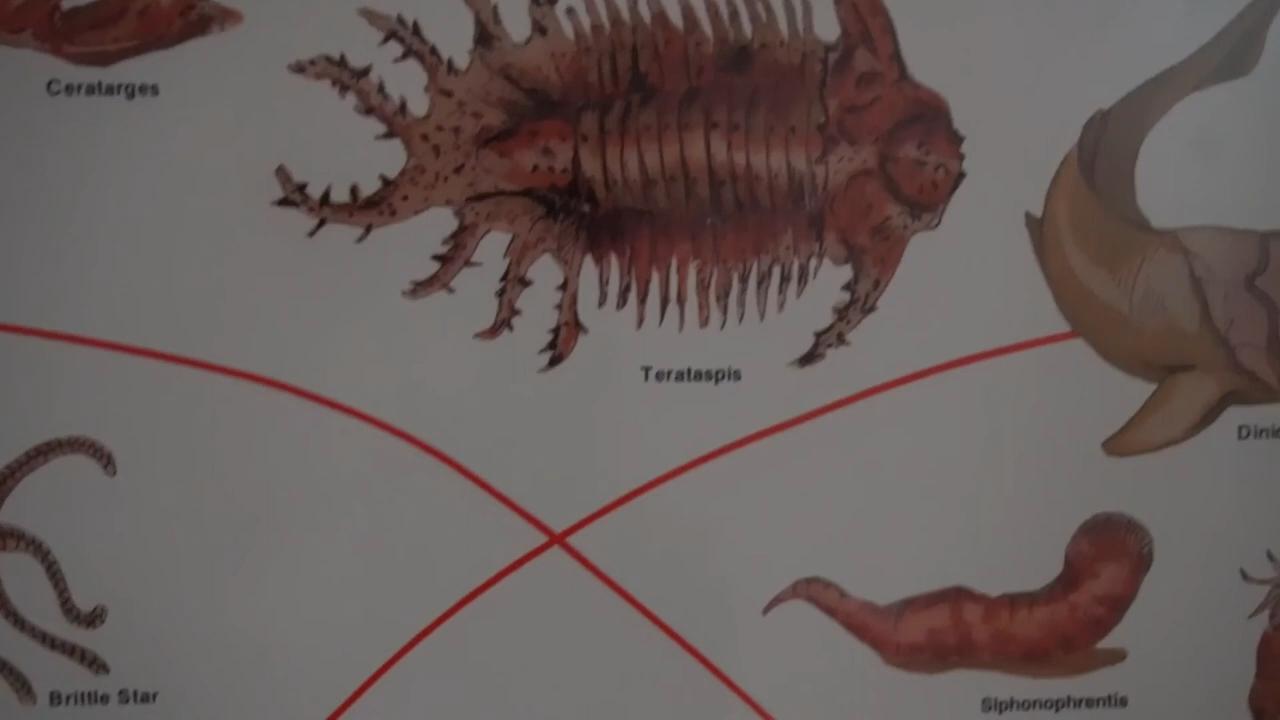 Ceratarges
Terataspis
Brittle Star
Siphonophrentis